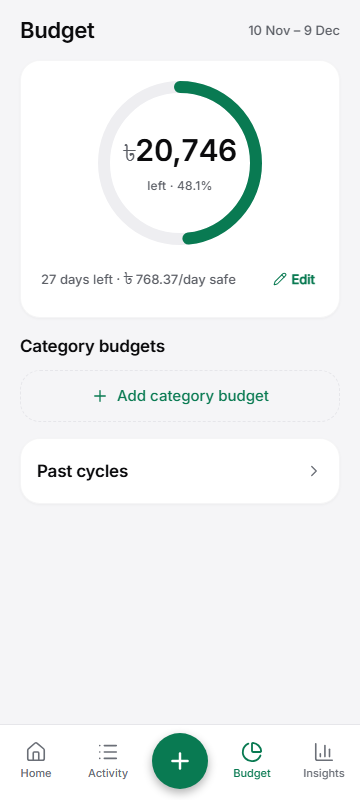 Budget
10 Nov – 9 Dec
৳20,746
left · 48.1%
27 days left · ৳ 768.37/day safe
Edit
Category budgets
Add category budget
Past cycles
Home
Activity
Budget
Insights